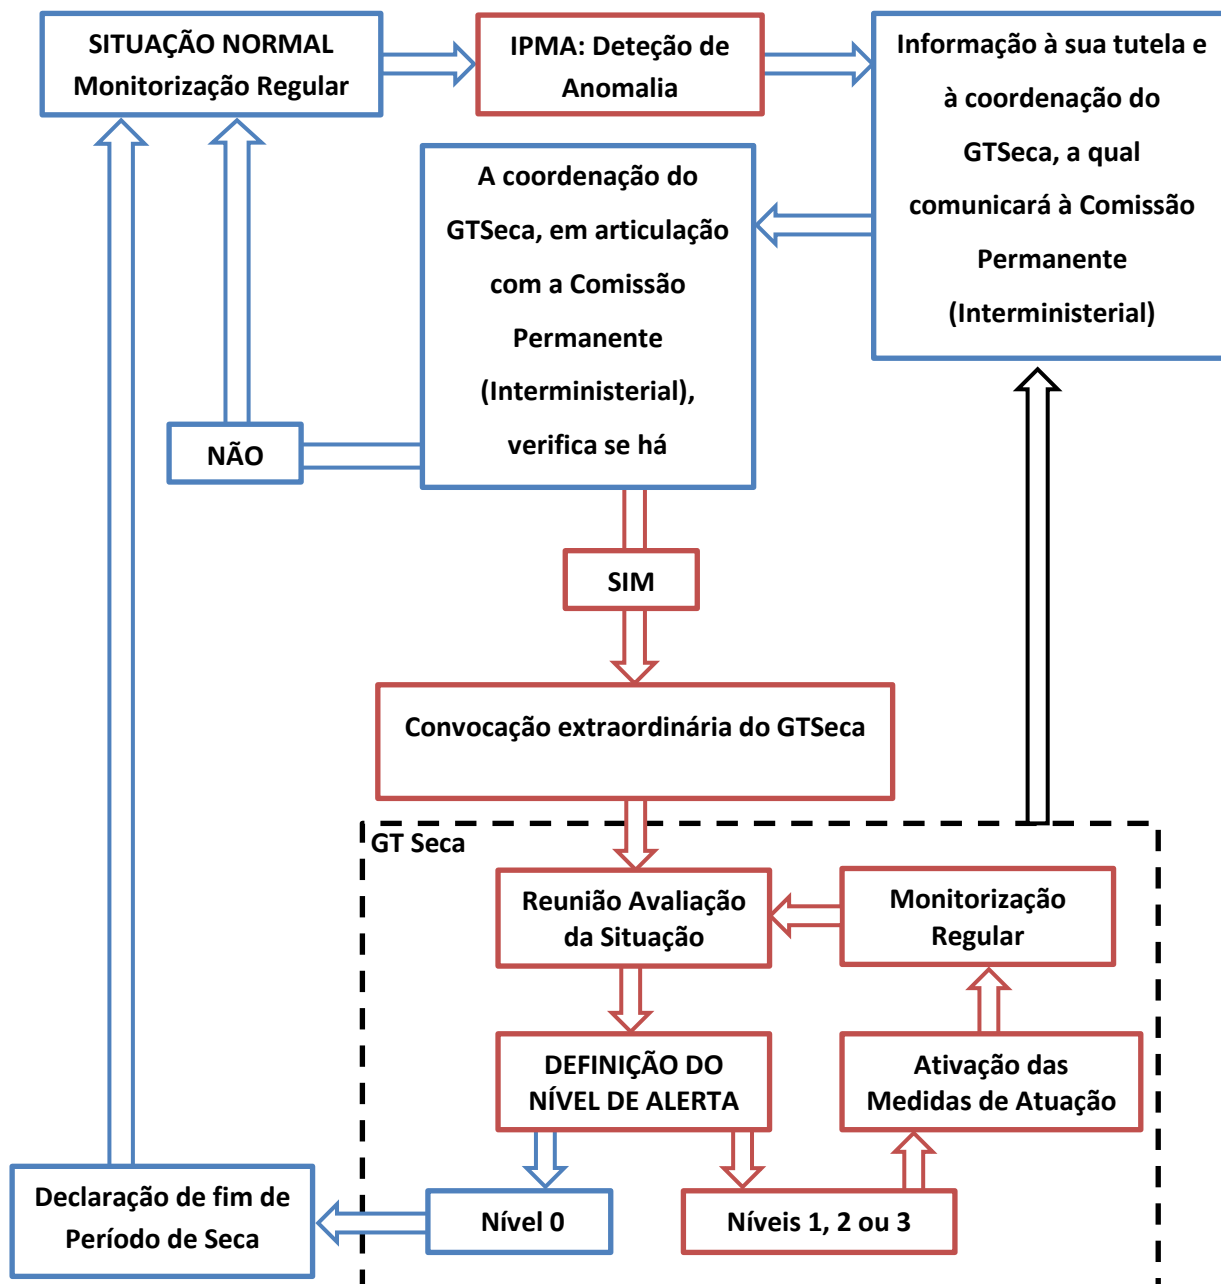 SITUAÇÃO NORMAL
Monitorização Regular
IPMA: Deteção de
Anomalia
Informação à sua tutela e
à coordenação do
GTSeca, a qual
comunicará à Comissão
Permanente
(Interministerial)
A coordenação do
GTSeca, em articulação
com a Comissão
Permanente
(Interministerial),
verifica se há
NÃO
SIM
Convocação extraordinária do GTSeca
GT Seca
Reunião Avaliação
da Situação
Monitorização
Regular
DEFINIÇÃO DO
NÍVEL DE ALERTA
Ativação das
Medidas de Atuação
Declaração de fim de
Período de Seca
Nível 0
Níveis 1, 2 ou 3